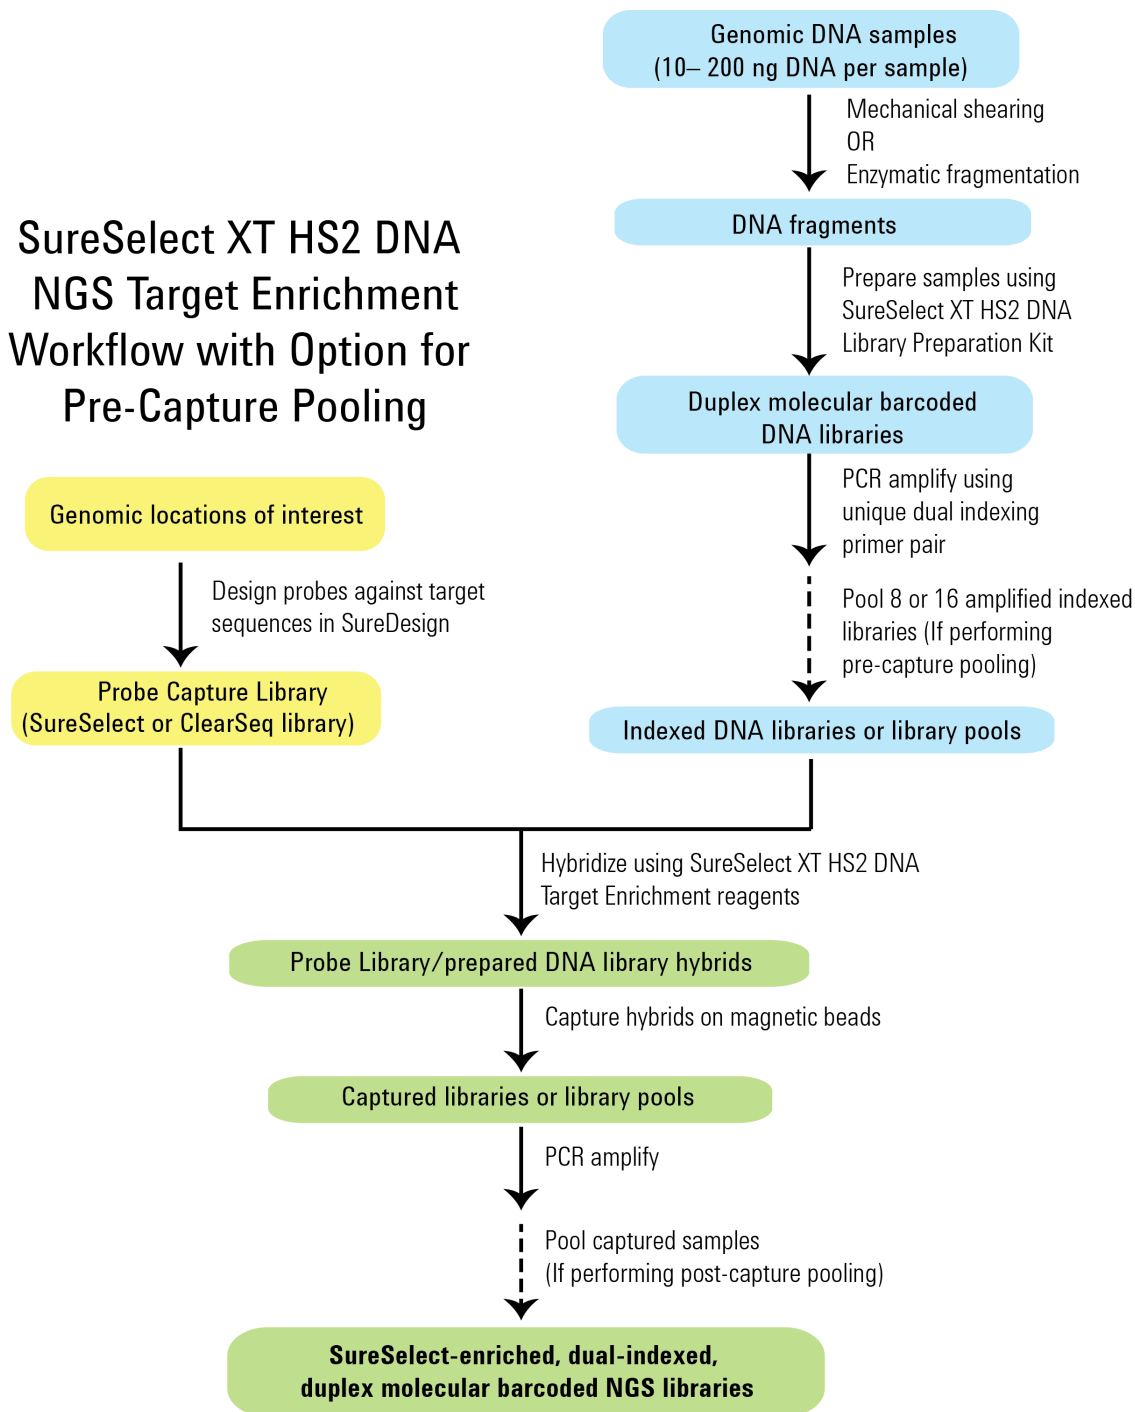 SureSelect XT HS2 DNA
NGS Target Enrichment
Workflow with Option for
Pre-Capture Pooling
Genomic DNA samples
(10– 200 ng DNA per sample)
Mechanical shearing
OR
Enzymatic fragmentation
DNA fragments
Prepare samples using
SureSelect XT HS2 DNA
Library Preparation Kit
Duplex molecular barcoded
DNA libraries
PCR amplify using
unique dual indexing
primer pair
Pool 8 or 16 amplified indexed
libraries (If performing
pre-capture pooling)
Indexed DNA libraries or library pools
Genomic locations of interest
Design probes against target
sequences in SureDesign
Probe Capture Library
(SureSelect or ClearSeq library)
Hybridize using SureSelect XT HS2 DNA
Target Enrichment reagents
Probe Library/prepared DNA library hybrids
Capture hybrids on magnetic beads
Captured libraries or library pools
PCR amplify
Pool captured samples
(If performing post-capture pooling)
SureSelect-enriched, dual-indexed,
duplex molecular barcoded NGS libraries